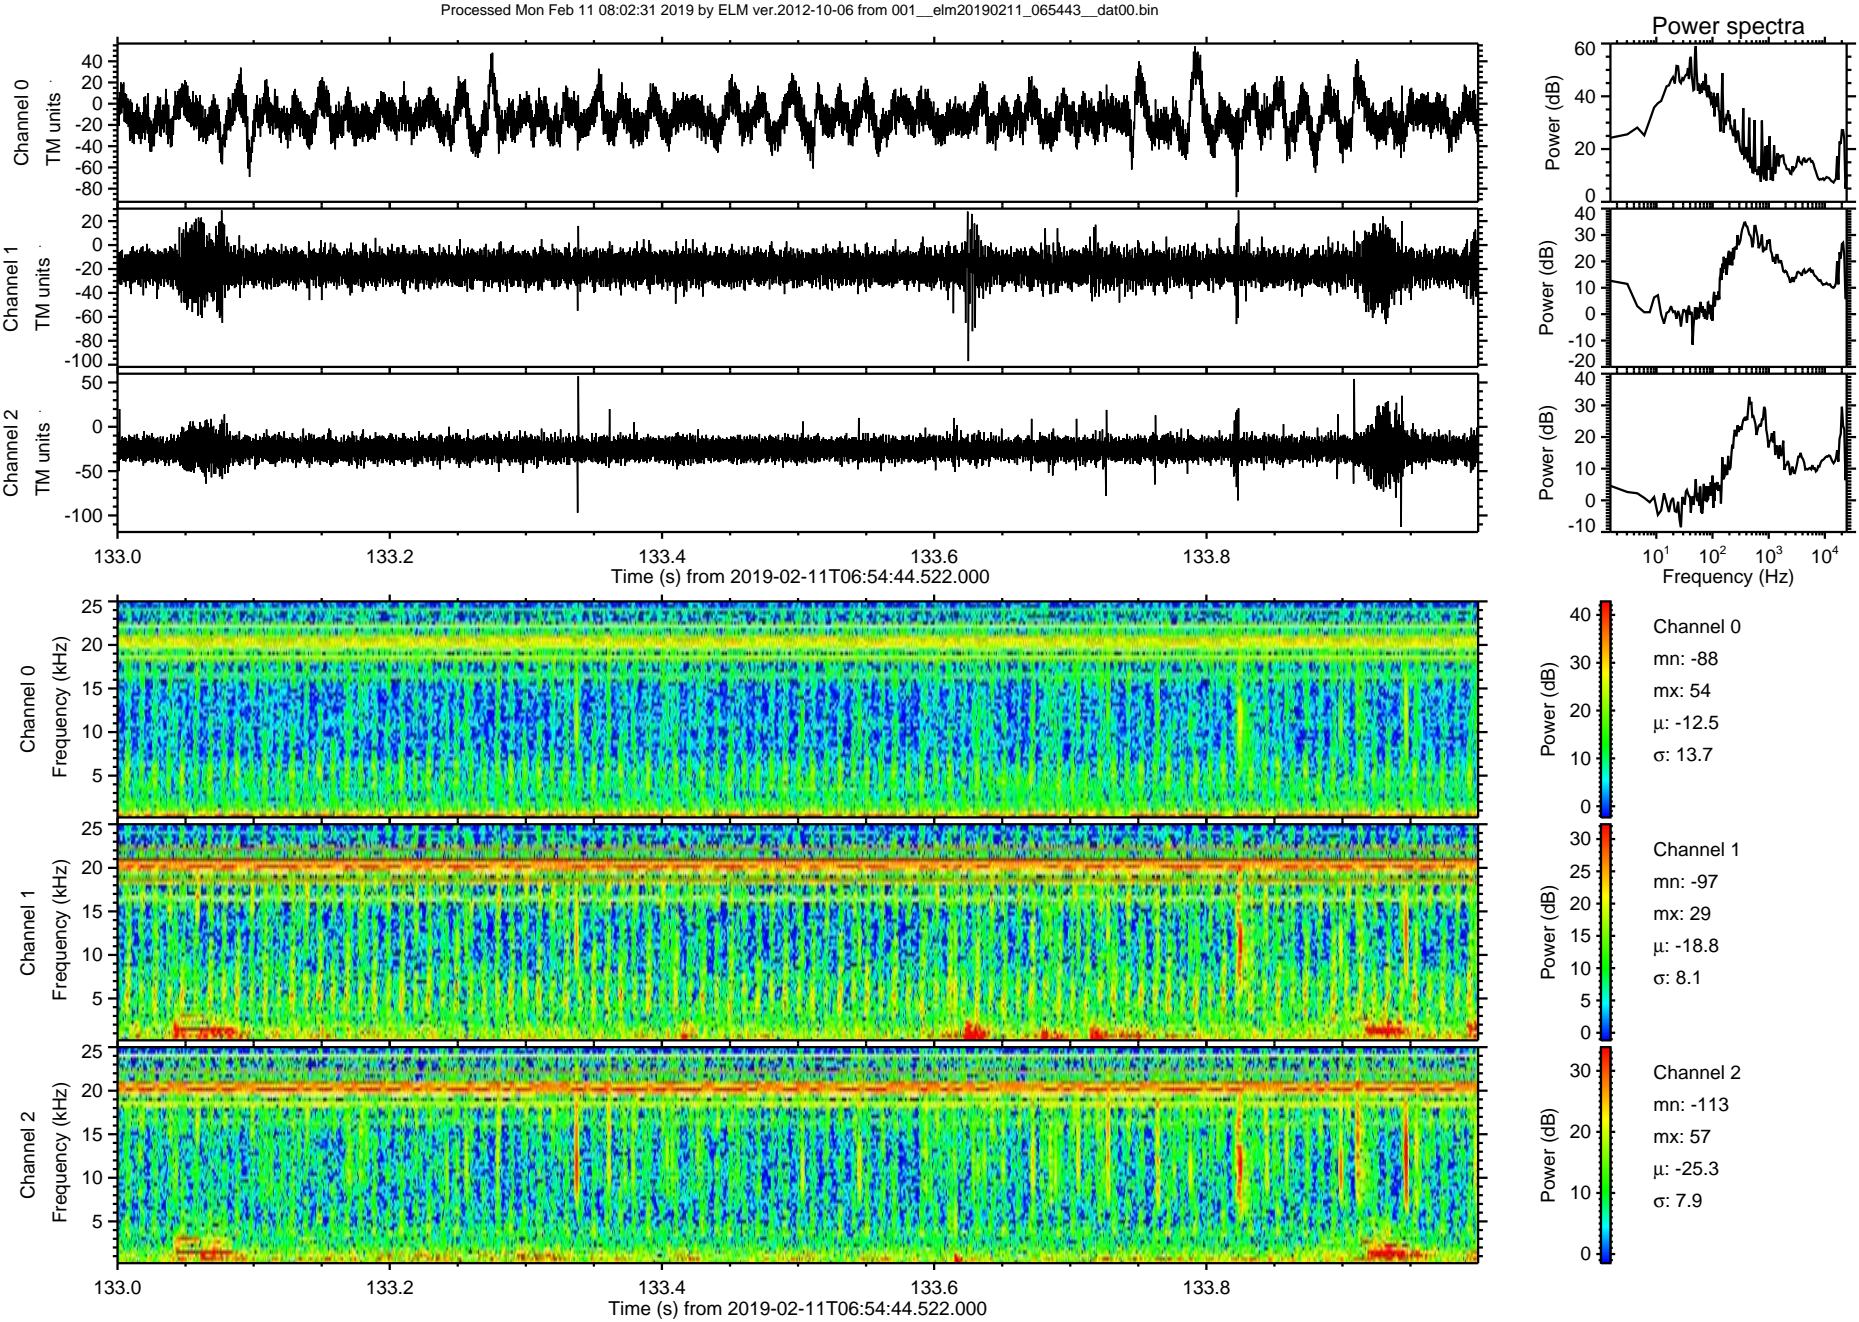 Processed Mon Feb 11 08:02:31 2019 by ELM ver.2012-10-06 from 001__elm20190211_065443__dat00.bin
Power spectra
Channel 0
TM units
40
20
0
-20
-40
-60
-80
Power (dB)
60
40
20
0
Channel 1
TM units
20
0
-20
-40
-60
-80
-100
Power (dB)
40
30
20
10
0
-10
-20
Channel 2
TM units
50
0
-50
-100
Power (dB)
40
30
20
10
0
-10
133.0 133.2 133.4 133.6 133.8
Time (s) from 2019-02-11T06:54:44.522.000
10^1 10^2 10^3 10^4
Frequency (Hz)
Channel 0
Frequency (kHz)
25
20
15
10
5
Power (dB)
40
30
20
10
0
Channel 0
mn: -88
mx: 54
μ: -12.5
σ: 13.7
Channel 1
Frequency (kHz)
25
20
15
10
5
Power (dB)
30
25
20
15
10
5
0
Channel 1
mn: -97
mx: 29
μ: -18.8
σ: 8.1
Channel 2
Frequency (kHz)
25
20
15
10
5
Power (dB)
30
20
10
0
Channel 2
mn: -113
mx: 57
μ: -25.3
σ: 7.9
133.0 133.2 133.4 133.6 133.8
Time (s) from 2019-02-11T06:54:44.522.000